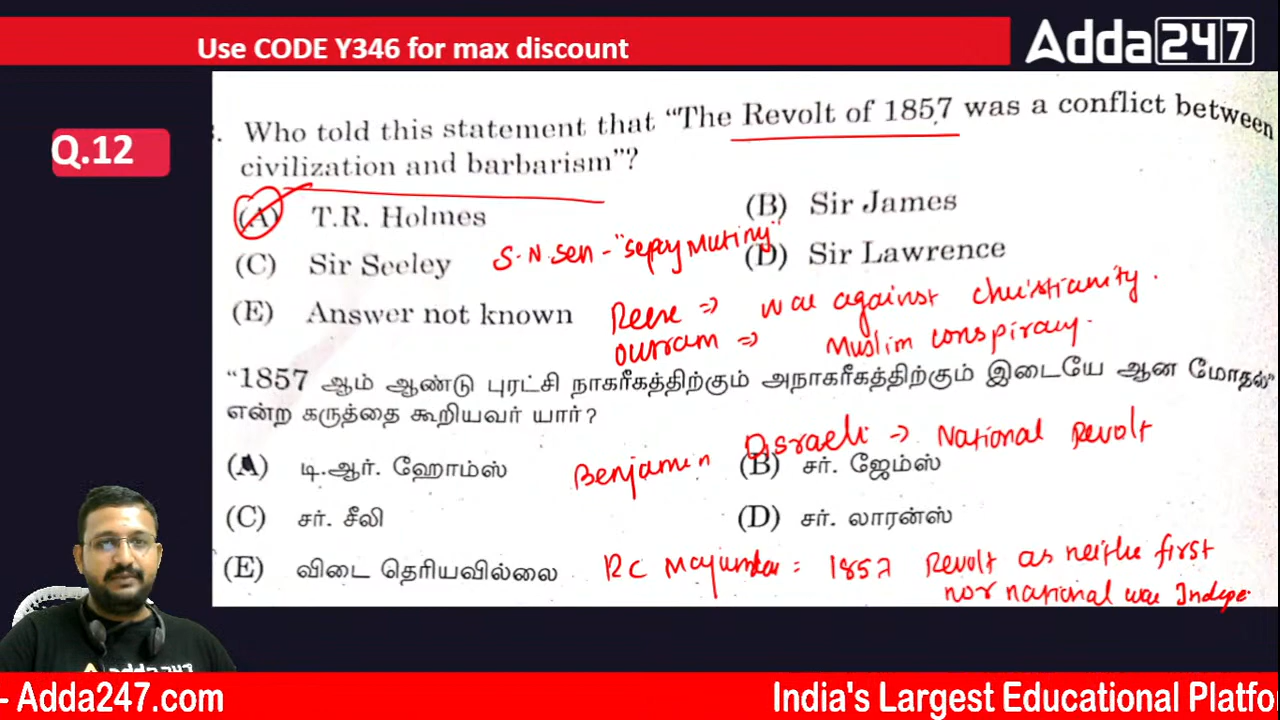 Use CODE Y346 for max discount
Adda247
Q.12
. Who told this statement that "The Revolt of 1857 was a conflict between
civilization and barbarism"?
(A) T.R. Holmes
(B) Sir James
(C) Sir Seeley
S.N.Sen - "Sepoy Mutiny"
(D) Sir Lawrence
(E) Answer not known
⇒ war against christianity.
Outram ⇒ Muslim conspiracy.
"1857 ஆம் ஆண்டு புரட்சி நாகரீகத்திற்கும் அநாகரீகத்திற்கும் இடையே ஆன மோதல்"
என்ற கருத்தை கூறியவர் யார்?
Benjamin Disraeli → National Revolt
(A) டி.ஆர். ஹோம்ஸ்
(B) சர். ஜேம்ஸ்
(C) சர். சீலி
(D) சர். லாரன்ஸ்
(E) விடை தெரியவில்லை
RC Majumdar : 1857 Revolt as neither first
nor national war Indepe
Adda247
- Adda247.com
India's Largest Educational Platfo